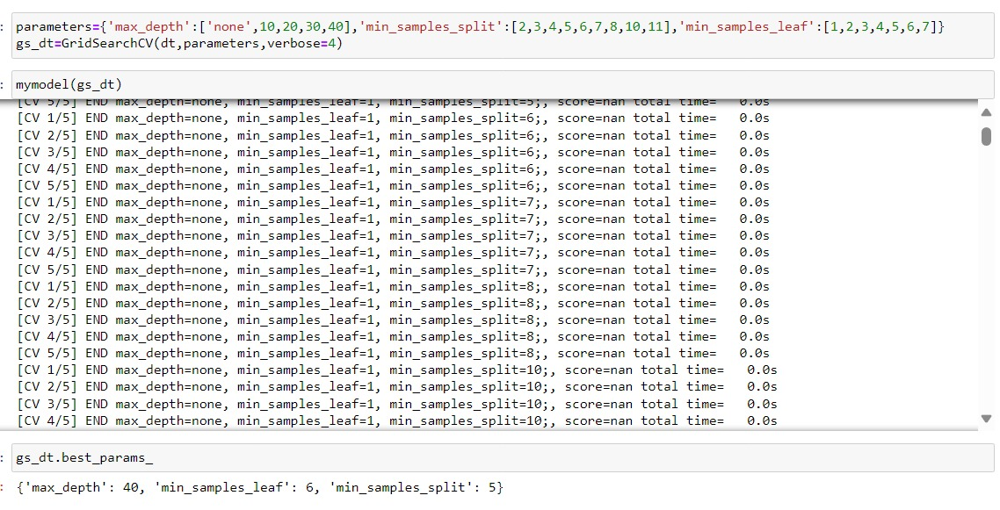 : parameters={'max_depth':['none',10,20,30,40],'min_samples_split':[2,3,4,5,6,7,8,10,11],'min_samples_leaf':[1,2,3,4,5,6,7]}
gs_dt=GridSearchCV(dt,parameters,verbose=4)
: mymodel(gs_dt)
[CV 5/5] END max_depth=none, min_samples_leaf=1, min_samples_split=5;, score=nan total time=   0.0s
[CV 1/5] END max_depth=none, min_samples_leaf=1, min_samples_split=6;, score=nan total time=   0.0s
[CV 2/5] END max_depth=none, min_samples_leaf=1, min_samples_split=6;, score=nan total time=   0.0s
[CV 3/5] END max_depth=none, min_samples_leaf=1, min_samples_split=6;, score=nan total time=   0.0s
[CV 4/5] END max_depth=none, min_samples_leaf=1, min_samples_split=6;, score=nan total time=   0.0s
[CV 5/5] END max_depth=none, min_samples_leaf=1, min_samples_split=6;, score=nan total time=   0.0s
[CV 1/5] END max_depth=none, min_samples_leaf=1, min_samples_split=7;, score=nan total time=   0.0s
[CV 2/5] END max_depth=none, min_samples_leaf=1, min_samples_split=7;, score=nan total time=   0.0s
[CV 3/5] END max_depth=none, min_samples_leaf=1, min_samples_split=7;, score=nan total time=   0.0s
[CV 4/5] END max_depth=none, min_samples_leaf=1, min_samples_split=7;, score=nan total time=   0.0s
[CV 5/5] END max_depth=none, min_samples_leaf=1, min_samples_split=7;, score=nan total time=   0.0s
[CV 1/5] END max_depth=none, min_samples_leaf=1, min_samples_split=8;, score=nan total time=   0.0s
[CV 2/5] END max_depth=none, min_samples_leaf=1, min_samples_split=8;, score=nan total time=   0.0s
[CV 3/5] END max_depth=none, min_samples_leaf=1, min_samples_split=8;, score=nan total time=   0.0s
[CV 4/5] END max_depth=none, min_samples_leaf=1, min_samples_split=8;, score=nan total time=   0.0s
[CV 5/5] END max_depth=none, min_samples_leaf=1, min_samples_split=8;, score=nan total time=   0.0s
[CV 1/5] END max_depth=none, min_samples_leaf=1, min_samples_split=10;, score=nan total time=   0.0s
[CV 2/5] END max_depth=none, min_samples_leaf=1, min_samples_split=10;, score=nan total time=   0.0s
[CV 3/5] END max_depth=none, min_samples_leaf=1, min_samples_split=10;, score=nan total time=   0.0s
[CV 4/5] END max_depth=none, min_samples_leaf=1, min_samples_split=10;, score=nan total time=   0.0s
: gs_dt.best_params_
: {'max_depth': 40, 'min_samples_leaf': 6, 'min_samples_split': 5}